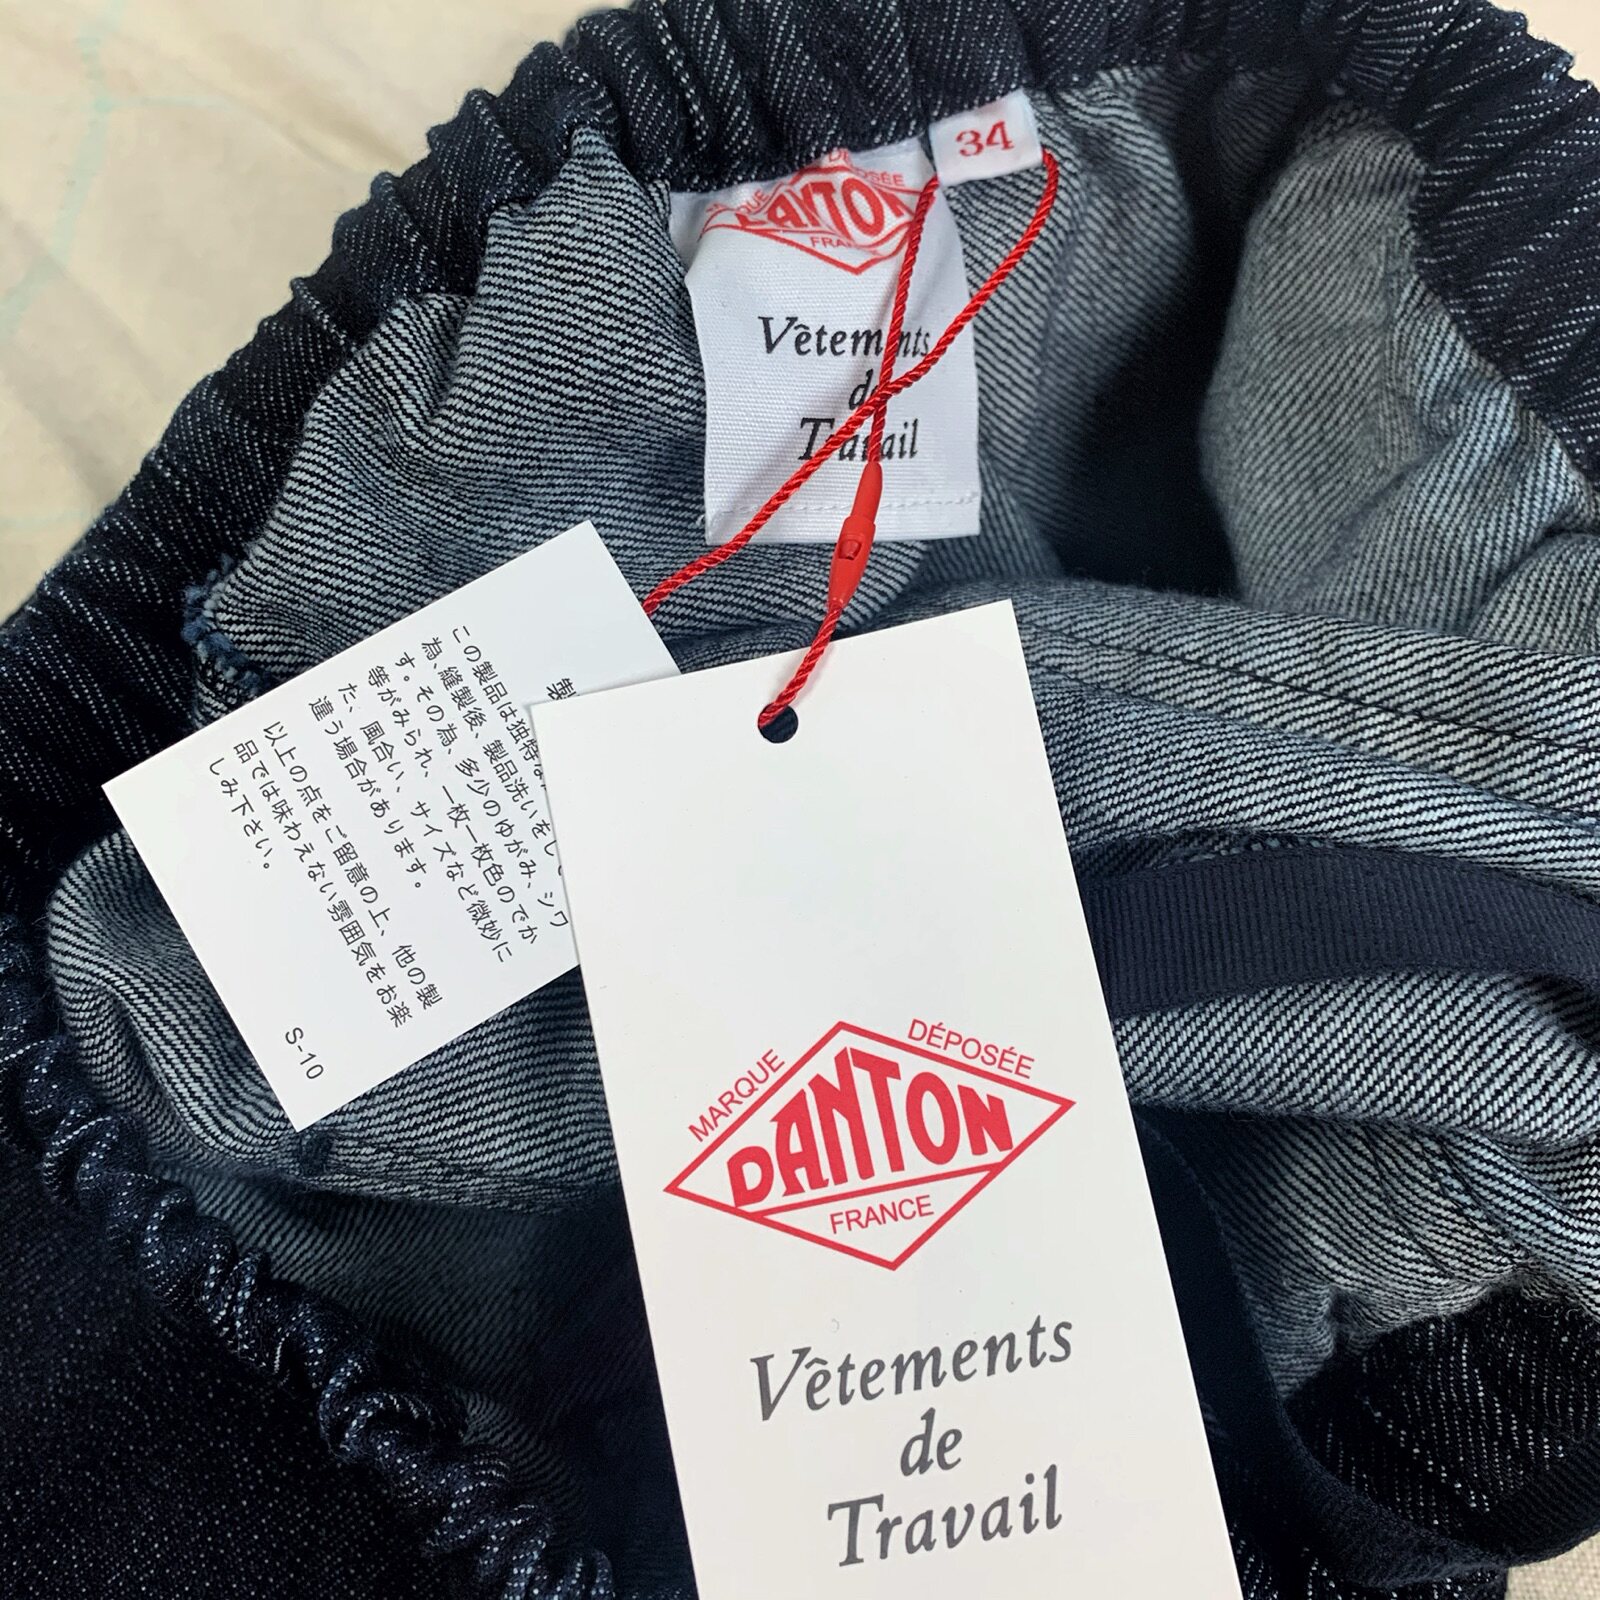 34
MARQUE DÉPOSÉE
DANTON
FRANCE
Vêtements
de
Travail
製
この製品は独特な
為、縫製後、製品洗いをして
す。その為、多少のゆがみ、シワ
等がみられ、一枚一枚色のでか
た、風合い、サイズなど微妙に
違う場合があります。
以上の点をご留意の上、他の製
品では味わえない雰囲気をお楽
しみ下さい。
S-10
MARQUE DÉPOSÉE
DANTON
FRANCE
Vêtements
de
Travail